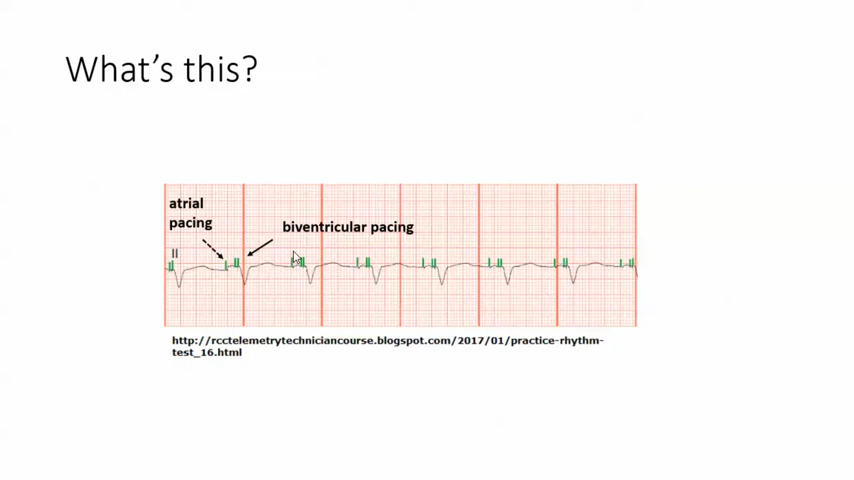 What's this?
atrial
pacing
biventricular pacing
II
http://rcctelemetrytechniciancourse.blogspot.com/2017/01/practice-rhythm-
test_16.html